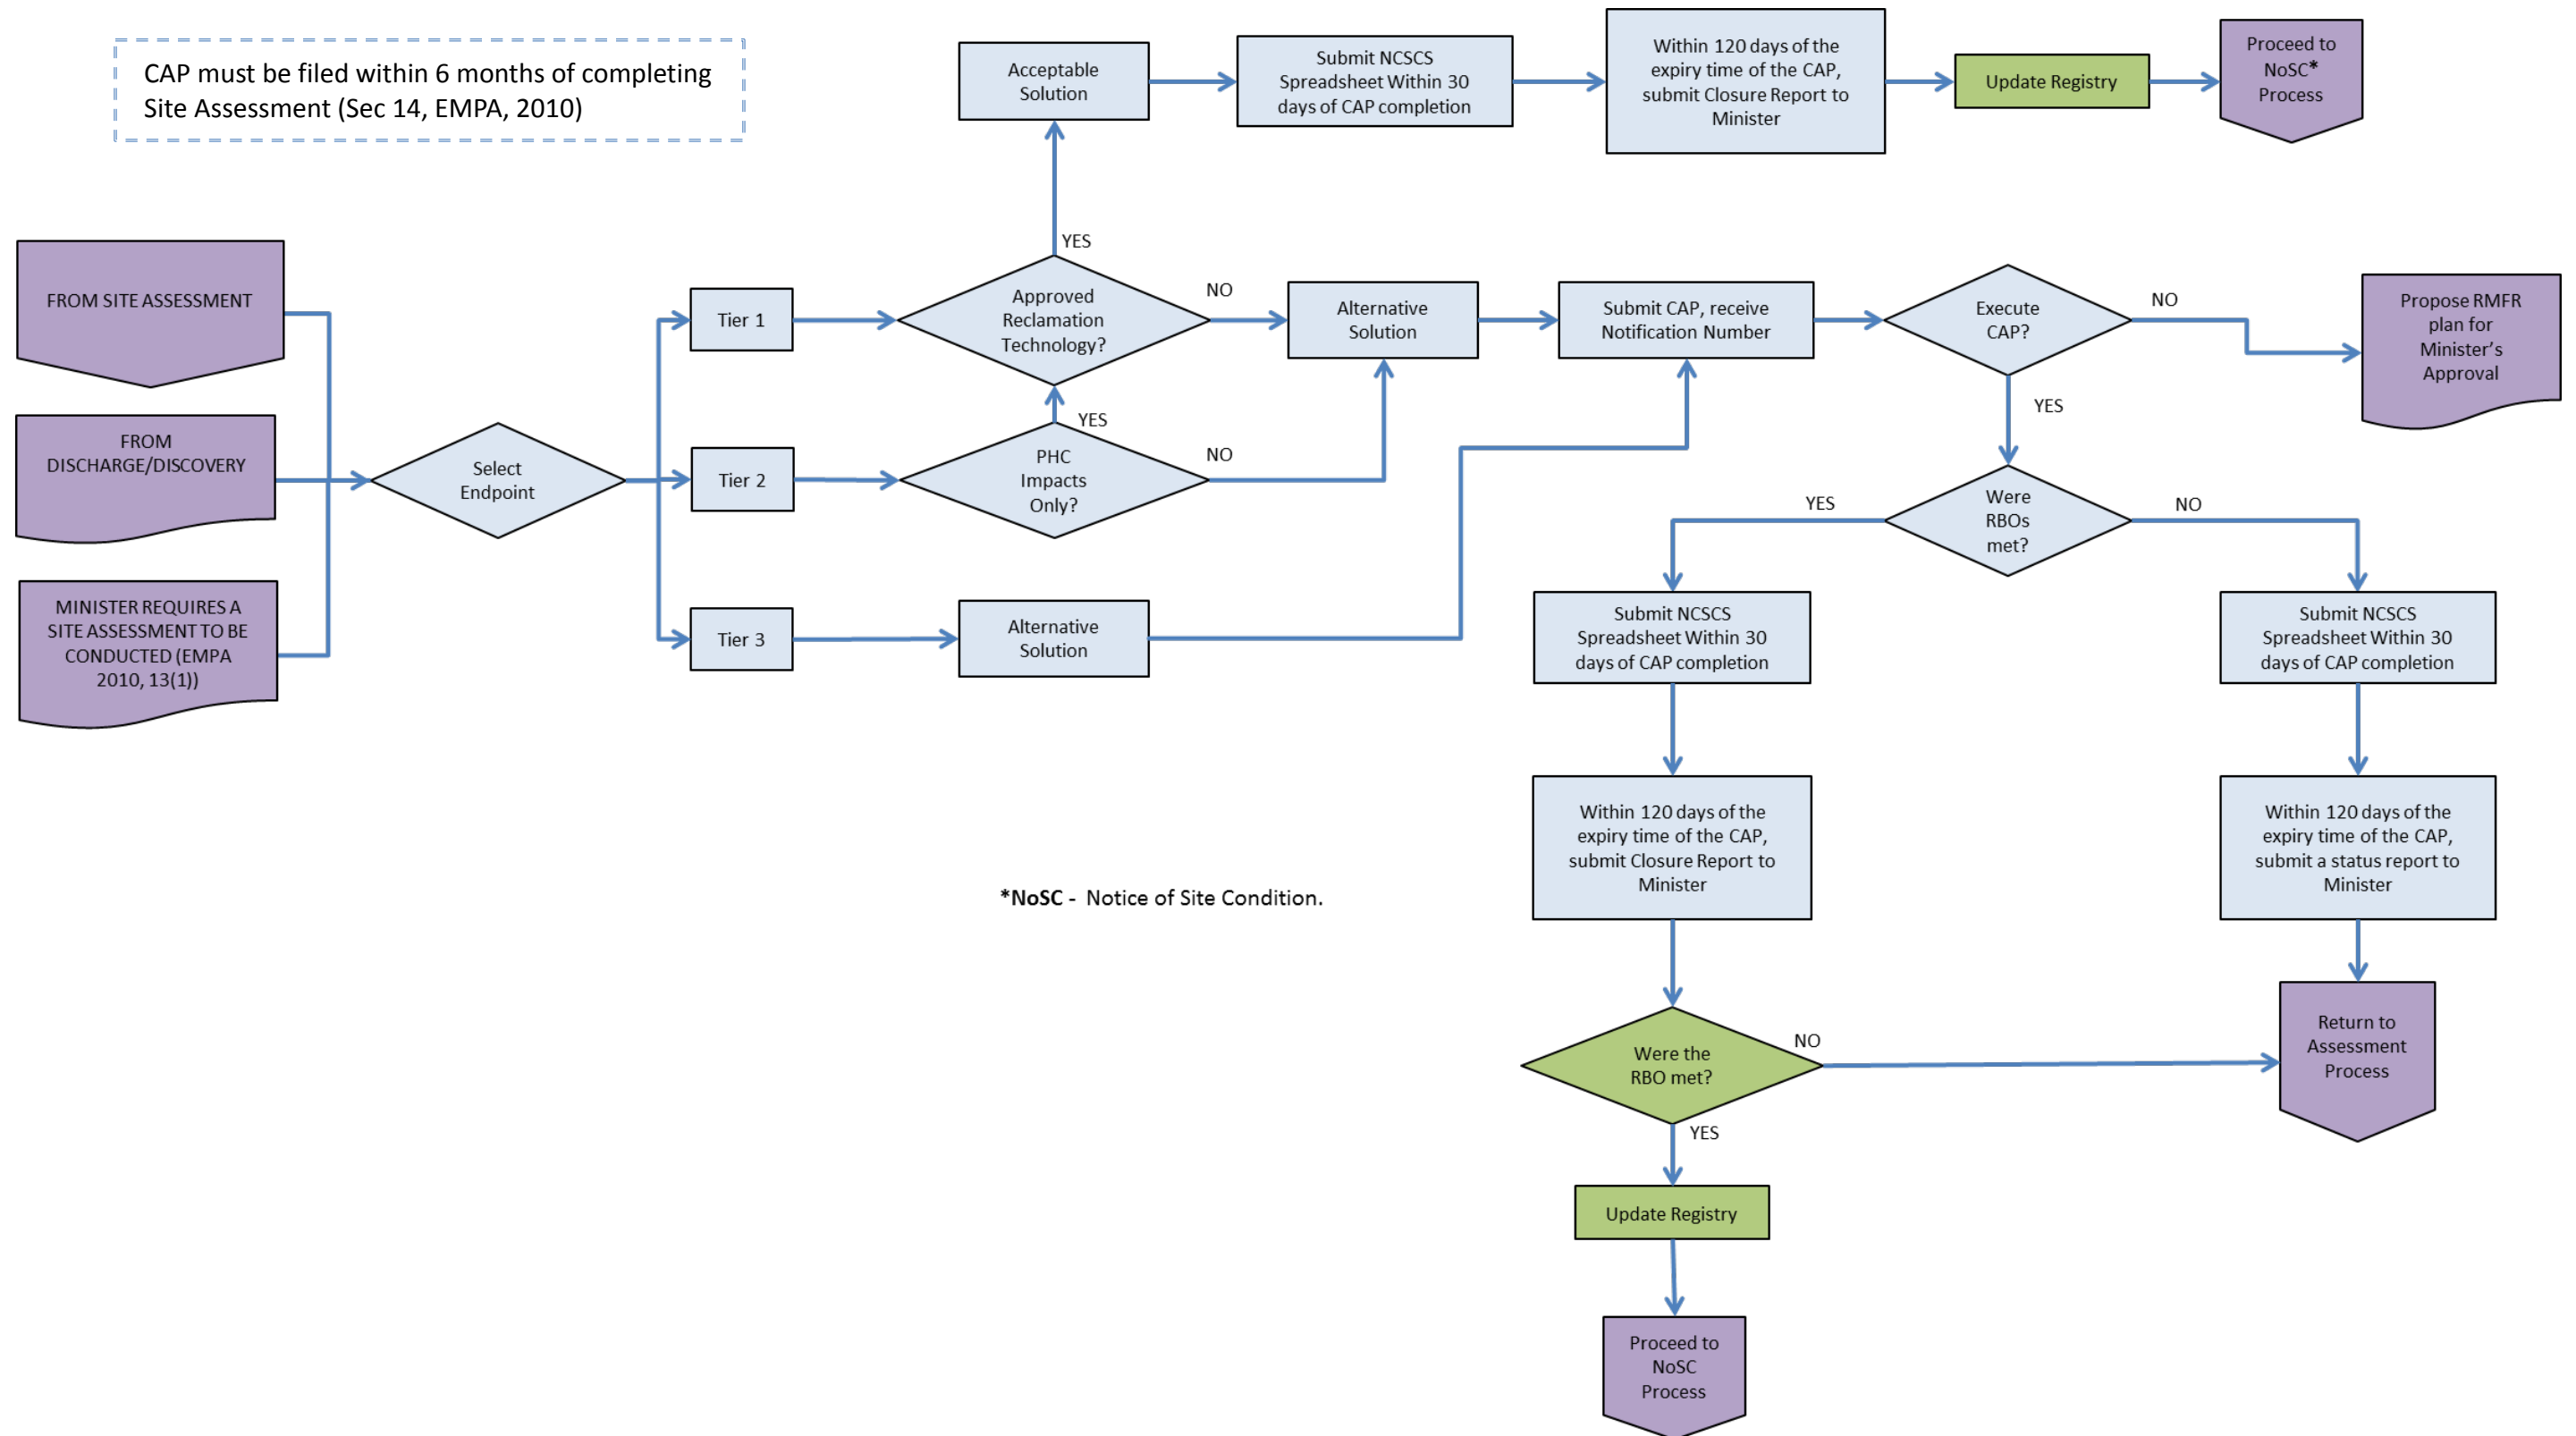 CAP must be filed within 6 months of completing
Site Assessment (Sec 14, EMPA, 2010)
Acceptable
Solution
Submit NCSCS
Spreadsheet Within 30
days of CAP completion
Within 120 days of the
expiry time of the CAP,
submit Closure Report to
Minister
Update Registry
Proceed to
NoSC*
Process
FROM SITE ASSESSMENT
FROM
DISCHARGE/DISCOVERY
MINISTER REQUIRES A
SITE ASSESSMENT TO BE
CONDUCTED (EMPA
2010, 13(1))
Select
Endpoint
Tier 1
Tier 2
Tier 3
YES
Approved
Reclamation
Technology?
NO
YES
PHC
Impacts
Only?
NO
Alternative
Solution
Alternative
Solution
Submit CAP, receive
Notification Number
Execute
CAP?
NO
Propose RMFR
plan for
Minister's
Approval
YES
Were
RBOs
met?
YES
NO
Submit NCSCS
Spreadsheet Within 30
days of CAP completion
Submit NCSCS
Spreadsheet Within 30
days of CAP completion
Within 120 days of the
expiry time of the CAP,
submit Closure Report to
Minister
Within 120 days of the
expiry time of the CAP,
submit a status report to
Minister
*NoSC - Notice of Site Condition.
Were the
RBO met?
NO
Return to
Assessment
Process
YES
Update Registry
Proceed to
NoSC
Process